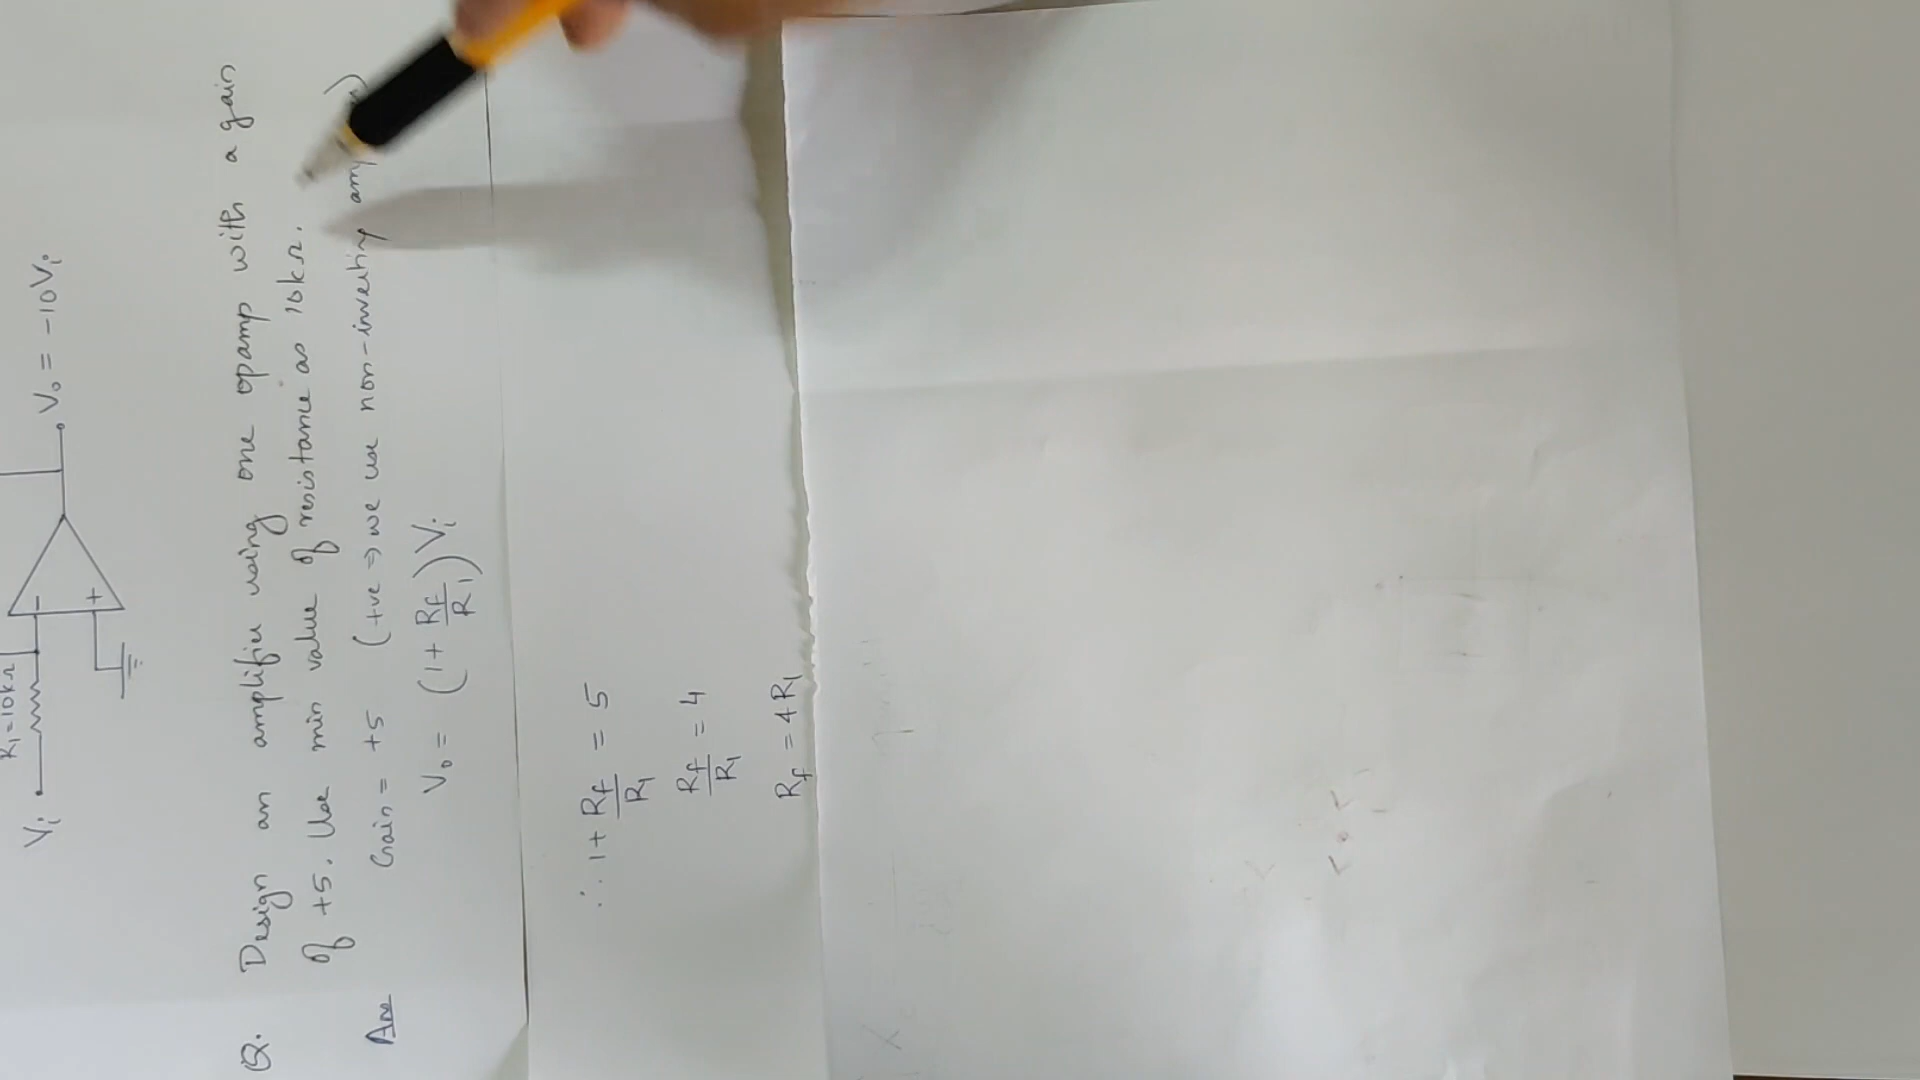 R₁=10kΩ
Vi
-
+
Vo = -10Vi
Q. Design an amplifier using one opamp with a gain
of +5. Use min value of resistance as 10kΩ.
Ans Gain = +5 (+ve ⇒ we use non-inverting
Vo = (1 + Rf/R₁) Vi
∴ 1 + Rf/R₁ = 5
Rf/R₁ = 4
Rf = 4R₁